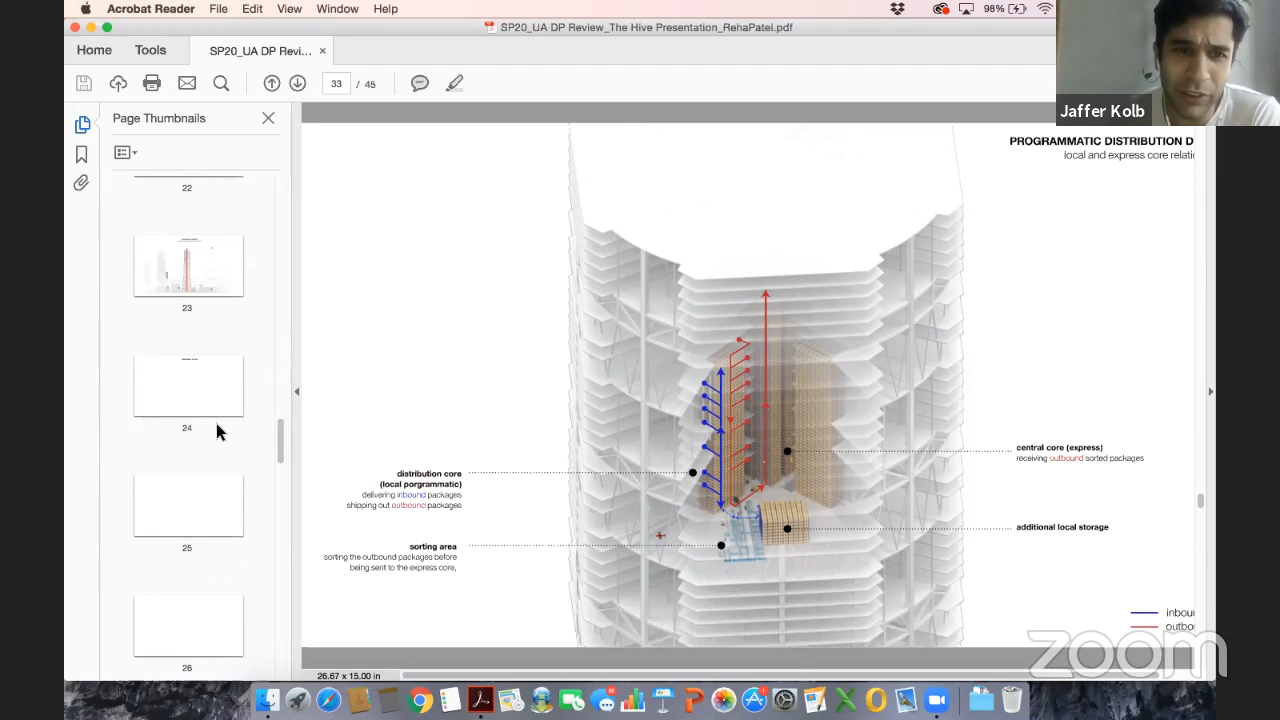 Acrobat Reader File Edit View Window Help 98%
SP20_UA DP Review_The Hive Presentation_RehaPatel.pdf
Home Tools SP20_UA DP Revi... ×
33 / 45
Jaffer Kolb
Page Thumbnails
22
23
24
25
26
PROGRAMMATIC DISTRIBUTION D
local and express core relati
distribution core
(local porgrammatic)
delivering inbound packages
shipping out outbound packages
sorting area
sorting the outbound packages before
being sent to the express core,
central core (express)
receiving outbound sorted packages
additional local storage
inbou
outbo
26.67 x 15.00 in
zoom